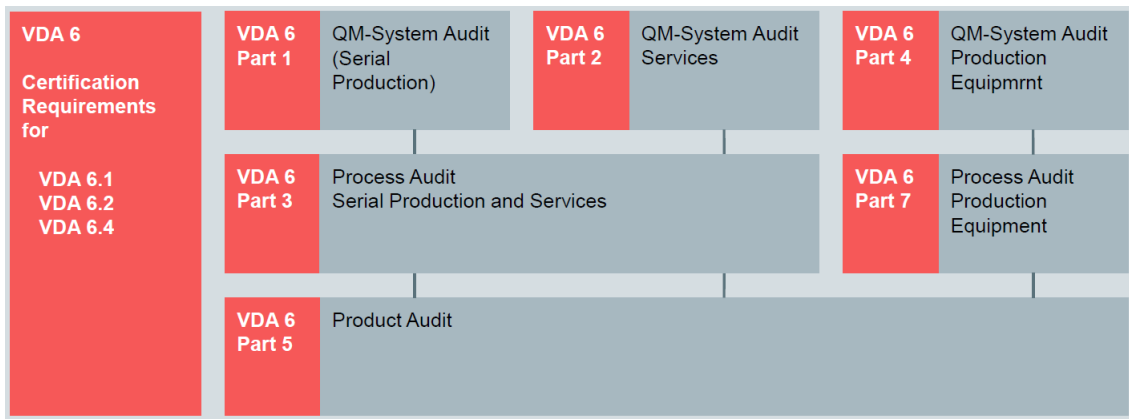 VDA 6
Certification
Requirements
for
VDA 6.1
VDA 6.2
VDA 6.4
VDA 6
Part 1
QM-System Audit
(Serial
Production)
VDA 6
Part 2
QM-System Audit
Services
VDA 6
Part 4
QM-System Audit
Production
Equipmrnt
VDA 6
Part 3
Process Audit
Serial Production and Services
VDA 6
Part 7
Process Audit
Production
Equipment
VDA 6
Part 5
Product Audit